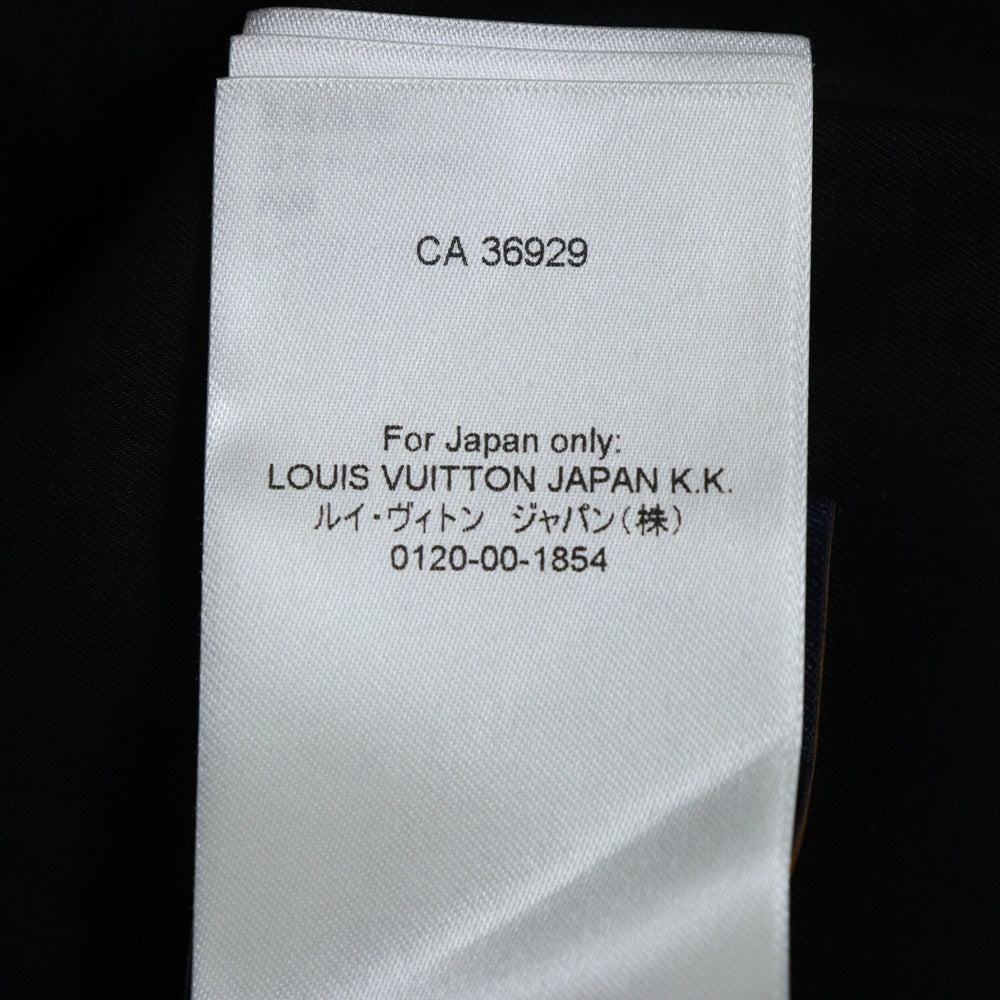 CA 36929
For Japan only:
LOUIS VUITTON JAPAN K.K.
ルイ・ヴィトン　ジャパン(株)
0120-00-1854